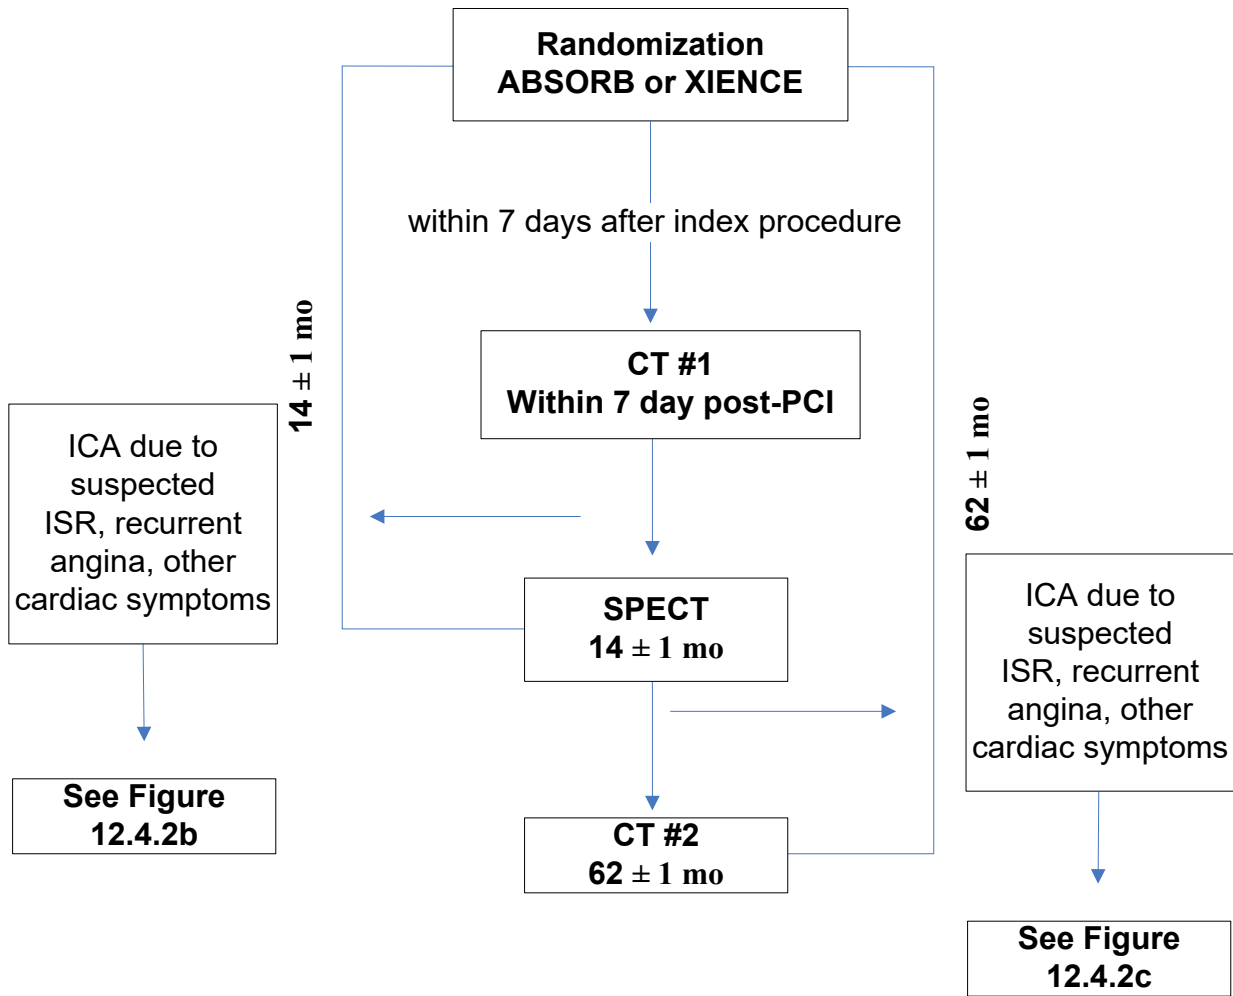 Randomization
ABSORB or XIENCE
within 7 days after index procedure
14 ± 1 mo
CT #1
Within 7 day post-PCI
62 ± 1 mo
ICA due to
suspected
ISR, recurrent
angina, other
cardiac symptoms
SPECT
14 ± 1 mo
ICA due to
suspected
ISR, recurrent
angina, other
cardiac symptoms
See Figure
12.4.2b
CT #2
62 ± 1 mo
See Figure
12.4.2c